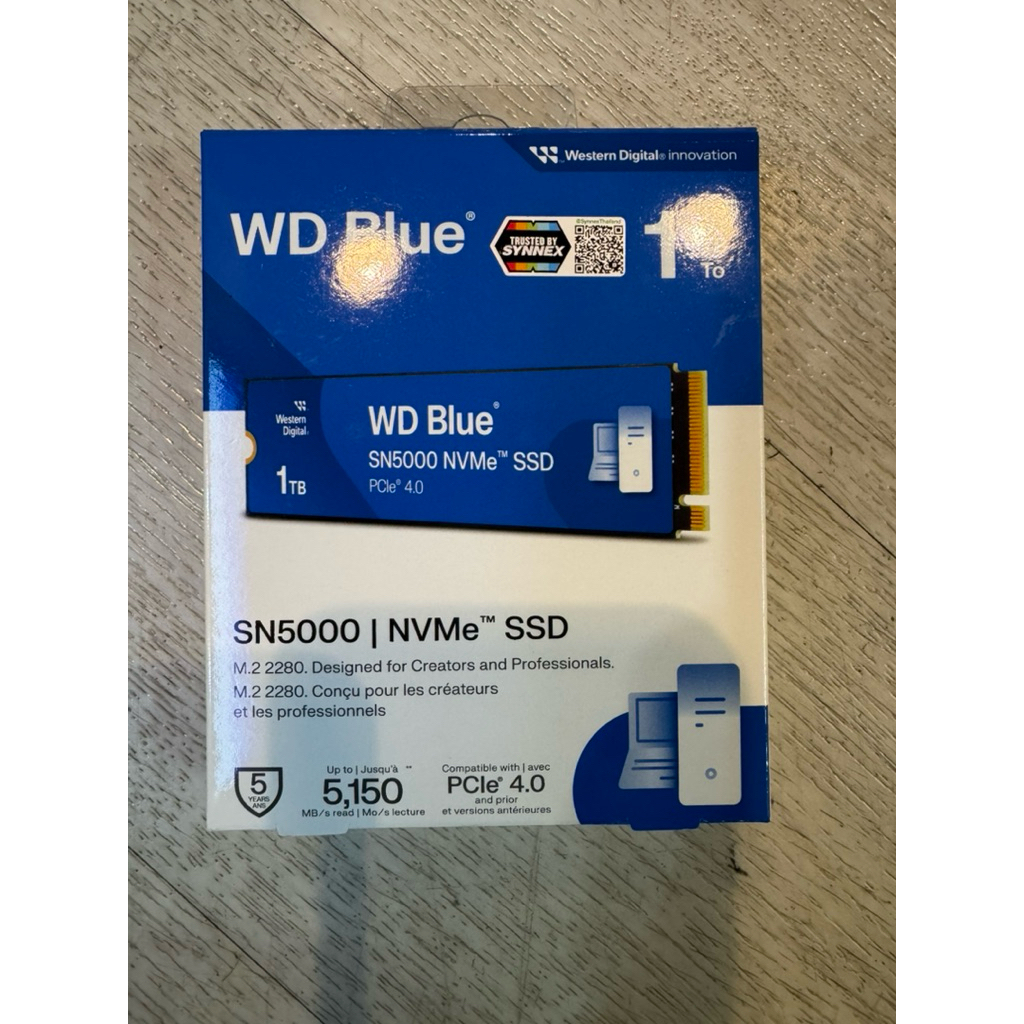 Western Digital® innovation
WD Blue®
©SynnexThailand
TRUSTED BY
SYNNEX
1
To
Western
Digital®
1TB
WD Blue®
SN5000 NVMe™ SSD
PCIe® 4.0
SN5000 | NVMe™ SSD
M.2 2280. Designed for Creators and Professionals.
M.2 2280. Conçu pour les créateurs
et les professionnels
5
YEARS
ANS
Up to | Jusqu'à **
5,150
MB/s read | Mo/s lecture
Compatible with | avec
PCIe® 4.0
and prior
et versions antérieures